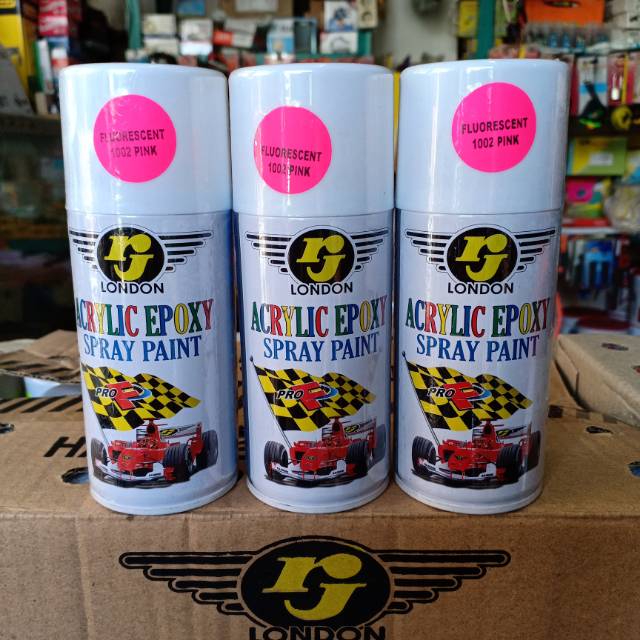 FLUORESCENT
1002 PINK
rj
LONDON
ACRYLIC EPOXY
SPRAY PAINT
PRO F
FLUORESCENT
1002 PINK
rj
LONDON
ACRYLIC EPOXY
SPRAY PAINT
PRO F
FLUORESCENT
1002 PINK
rj
LONDON
ACRYLIC EPOXY
SPRAY PAINT
PRO F
rj
LONDON